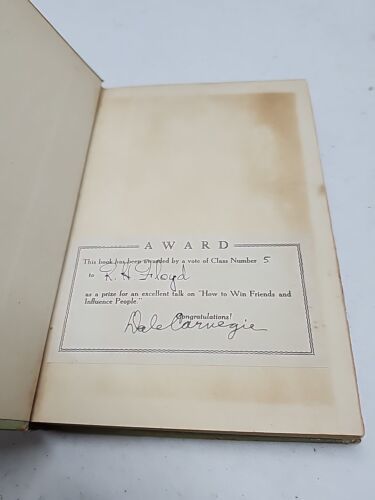 AWARD
This book has been awarded by a vote of Class Number 5
to R. H. Floyd
as a prize for an excellent talk on "How to Win Friends and
Influence People."
Congratulations!
Dale Carnegie